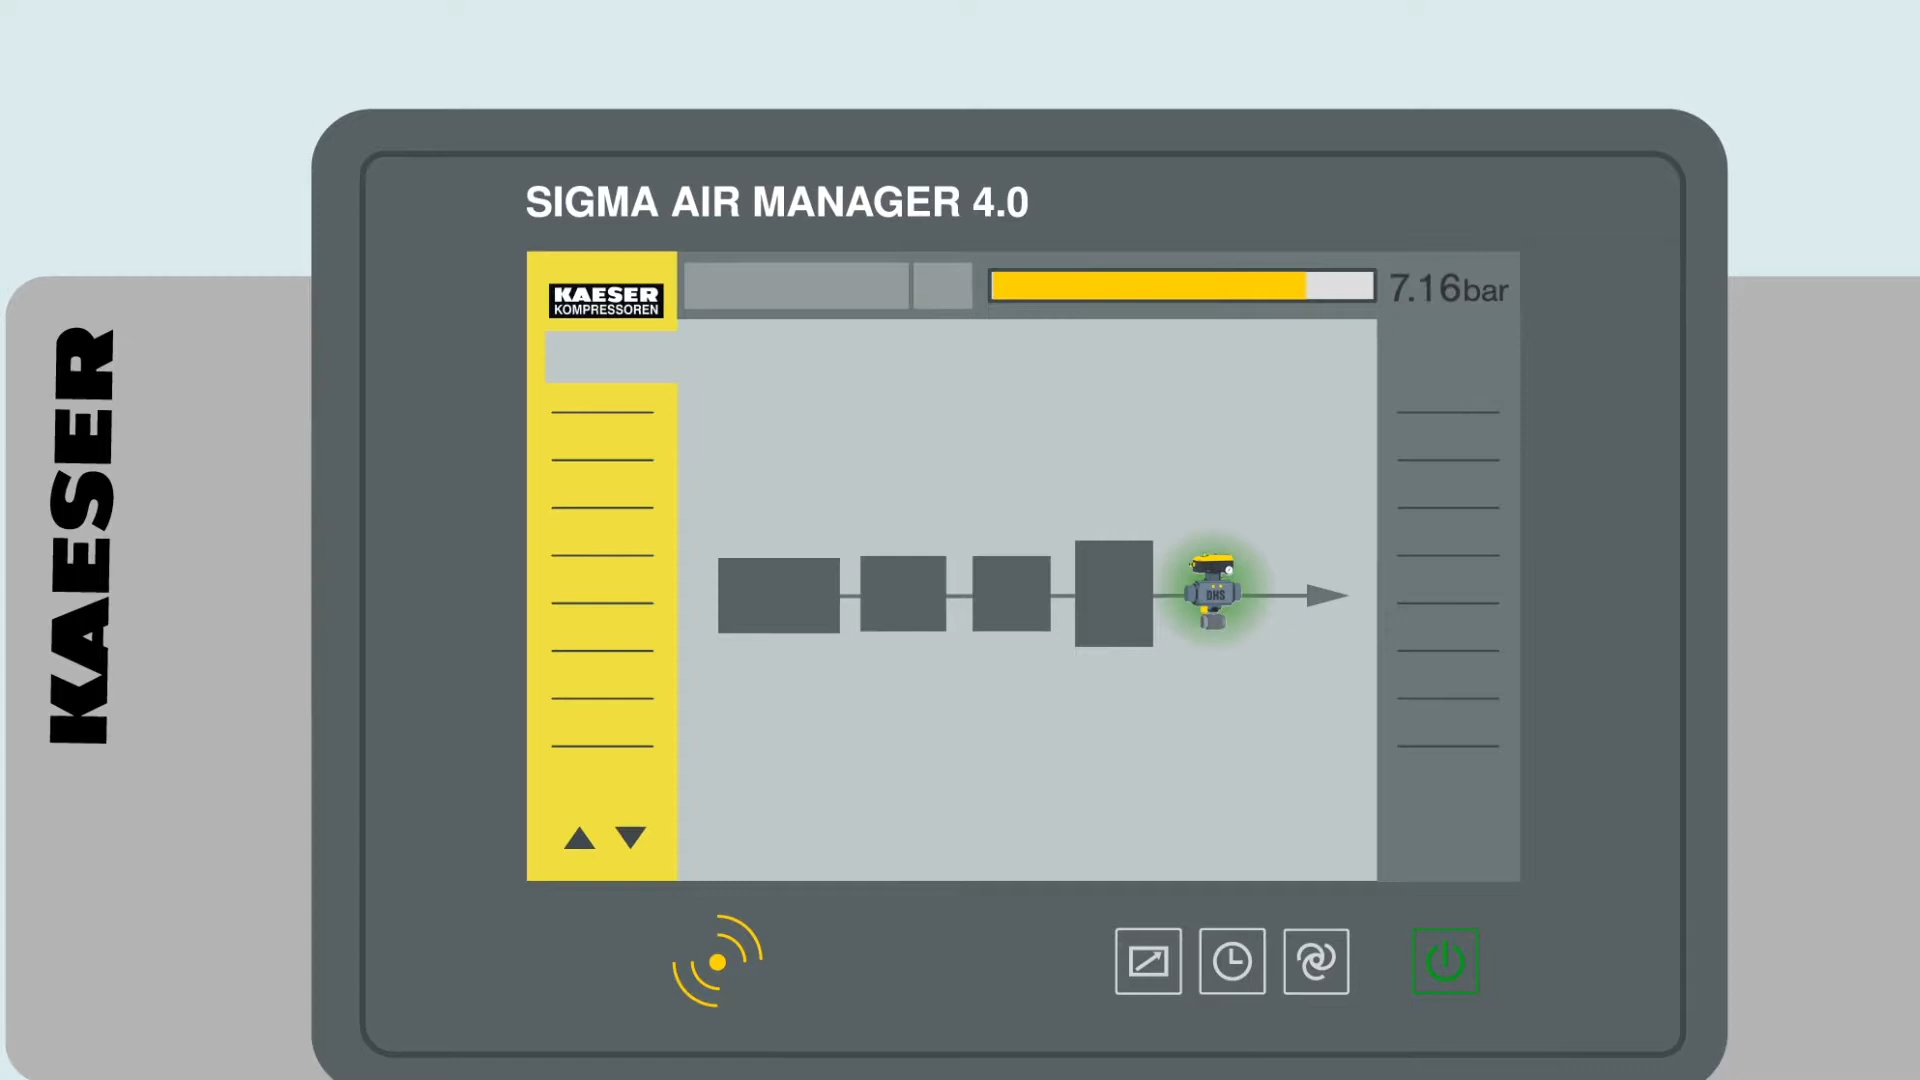 SIGMA AIR MANAGER 4.0
KAESER
KOMPRESSOREN
7.16bar
KAESER
DHS